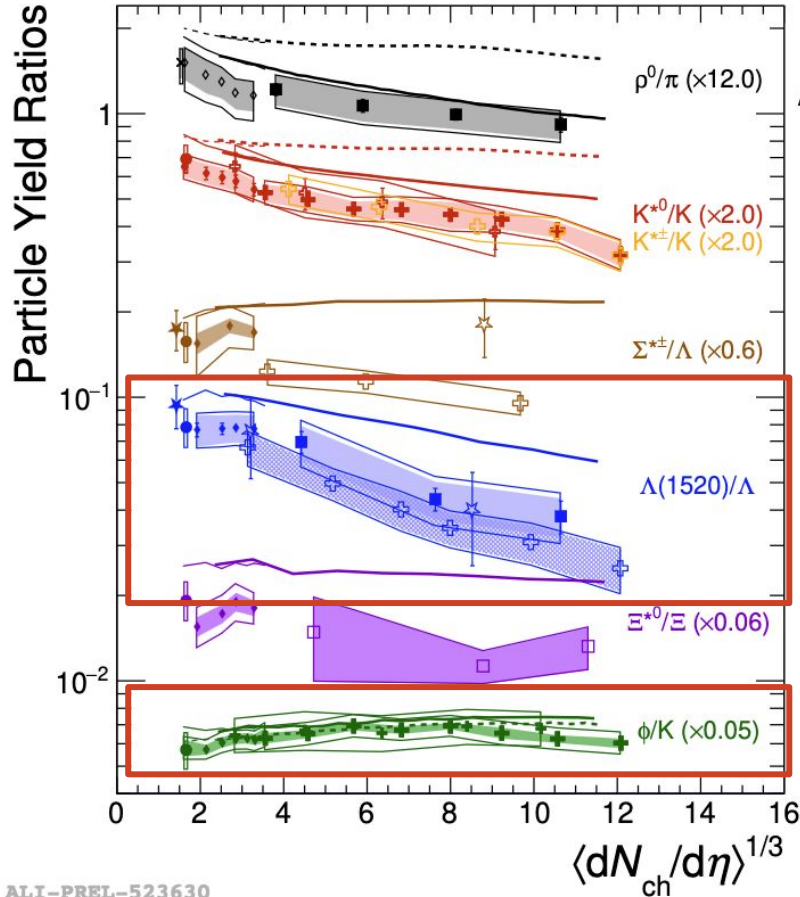 Particle Yield Ratios
1
10⁻¹
10⁻²
ρ⁰/π (×12.0)
K*⁰/K (×2.0)
K*±/K (×2.0)
Σ*±/Λ (×0.6)
Λ(1520)/Λ
Ξ*⁰/Ξ (×0.06)
ϕ/K (×0.05)
0 2 4 6 8 10 12 14 16
⟨dN_ch/dη⟩^1/3
ALI-PREL-523630